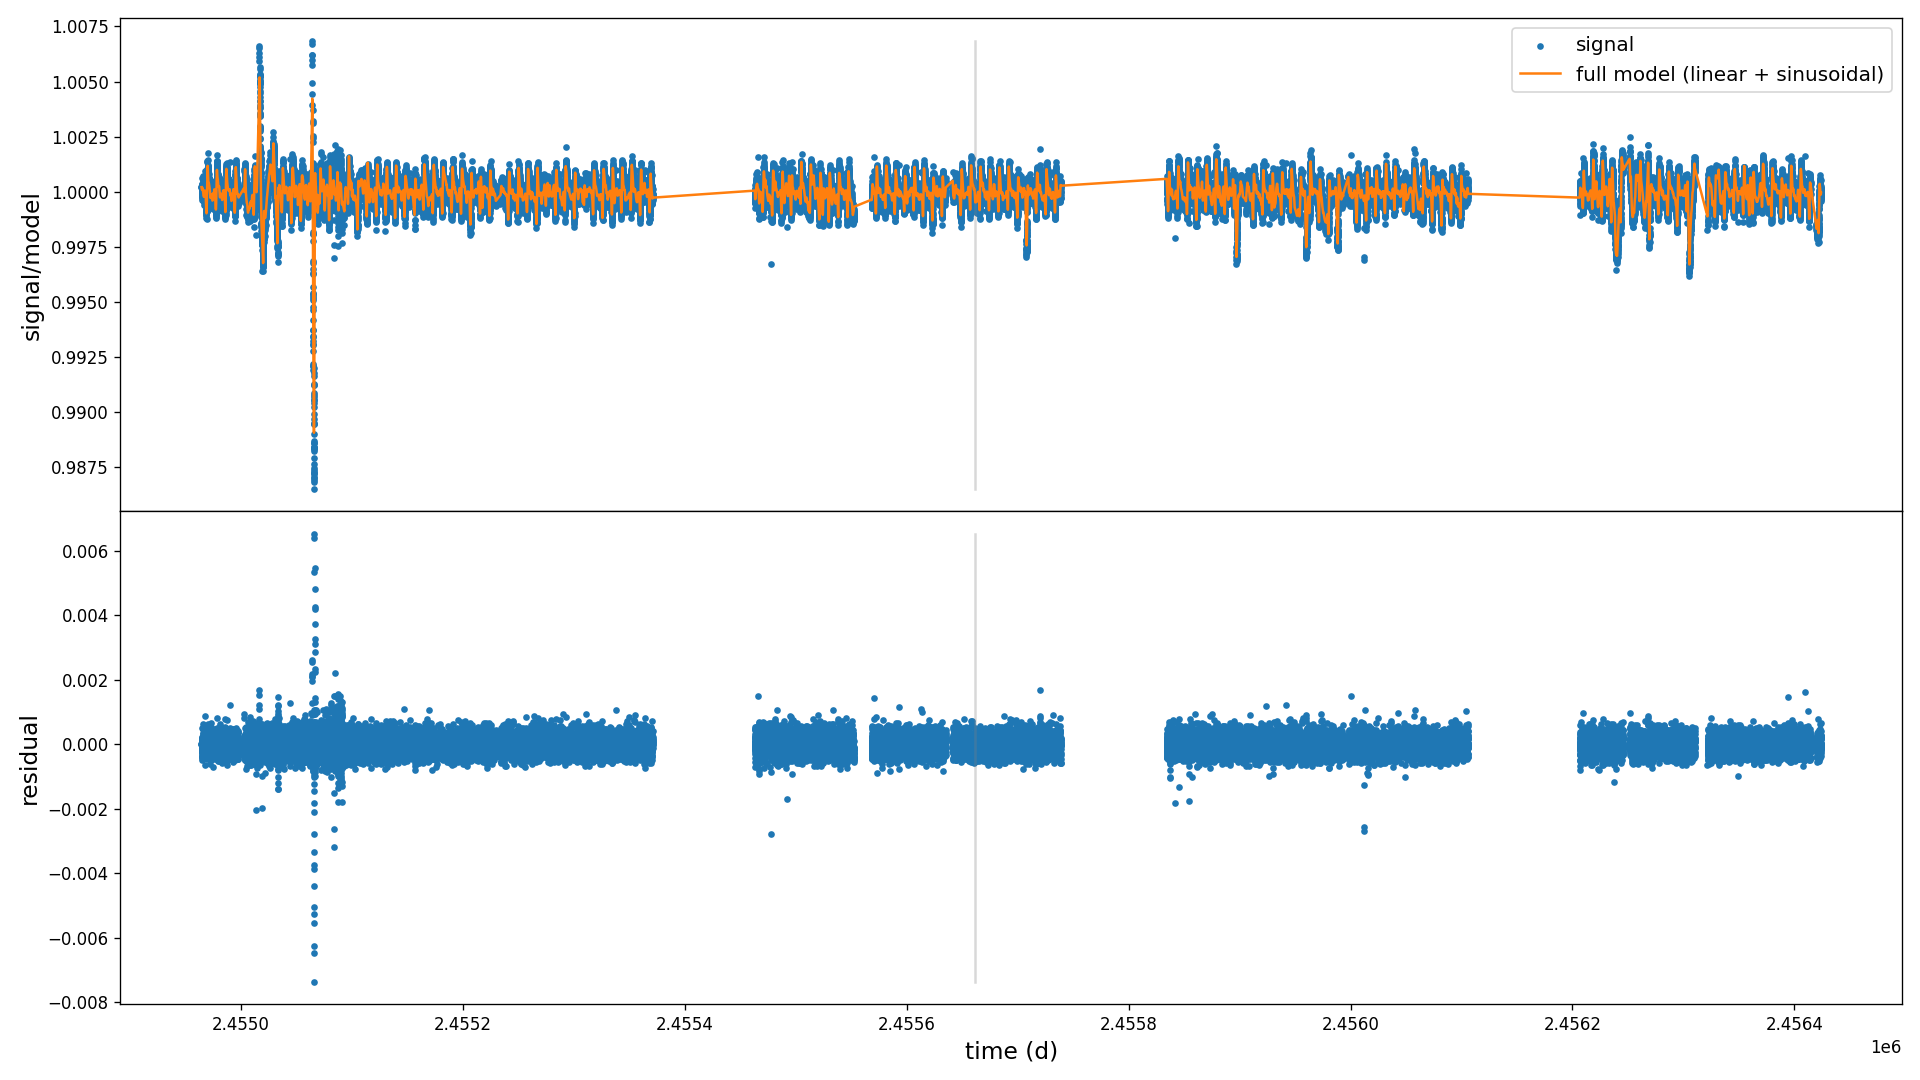 signal
full model (linear + sinusoidal)
1.0075
1.0050
1.0025
1.0000
0.9975
0.9950
0.9925
0.9900
0.9875
signal/model
0.006
0.004
0.002
0.000
−0.002
−0.004
−0.006
−0.008
residual
2.4550 2.4552 2.4554 2.4556 2.4558 2.4560 2.4562 2.4564
1e6
time (d)